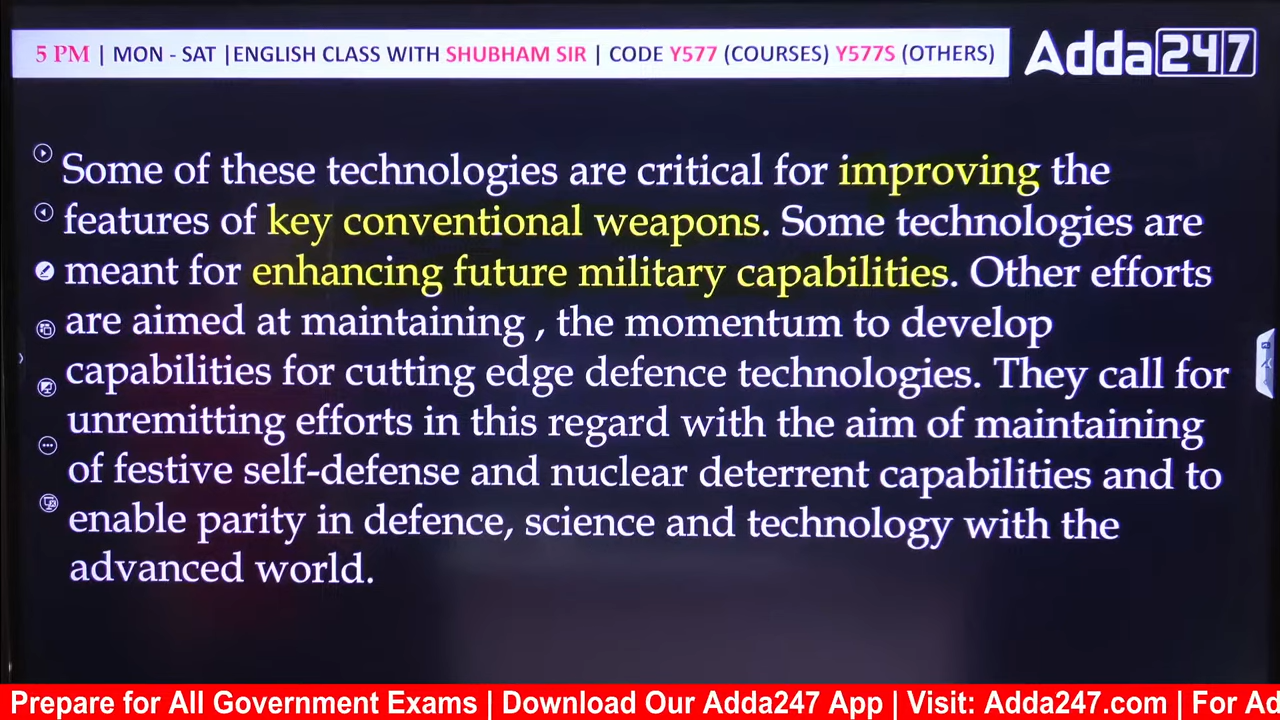 5 PM | MON - SAT |ENGLISH CLASS WITH SHUBHAM SIR | CODE Y577 (COURSES) Y577S (OTHERS)
Adda247
Some of these technologies are critical for improving the
features of key conventional weapons. Some technologies are
meant for enhancing future military capabilities. Other efforts
are aimed at maintaining , the momentum to develop
capabilities for cutting edge defence technologies. They call for
unremitting efforts in this regard with the aim of maintaining
of festive self-defense and nuclear deterrent capabilities and to
enable parity in defence, science and technology with the
advanced world.
Prepare for All Government Exams | Download Our Adda247 App | Visit: Adda247.com | For Ad